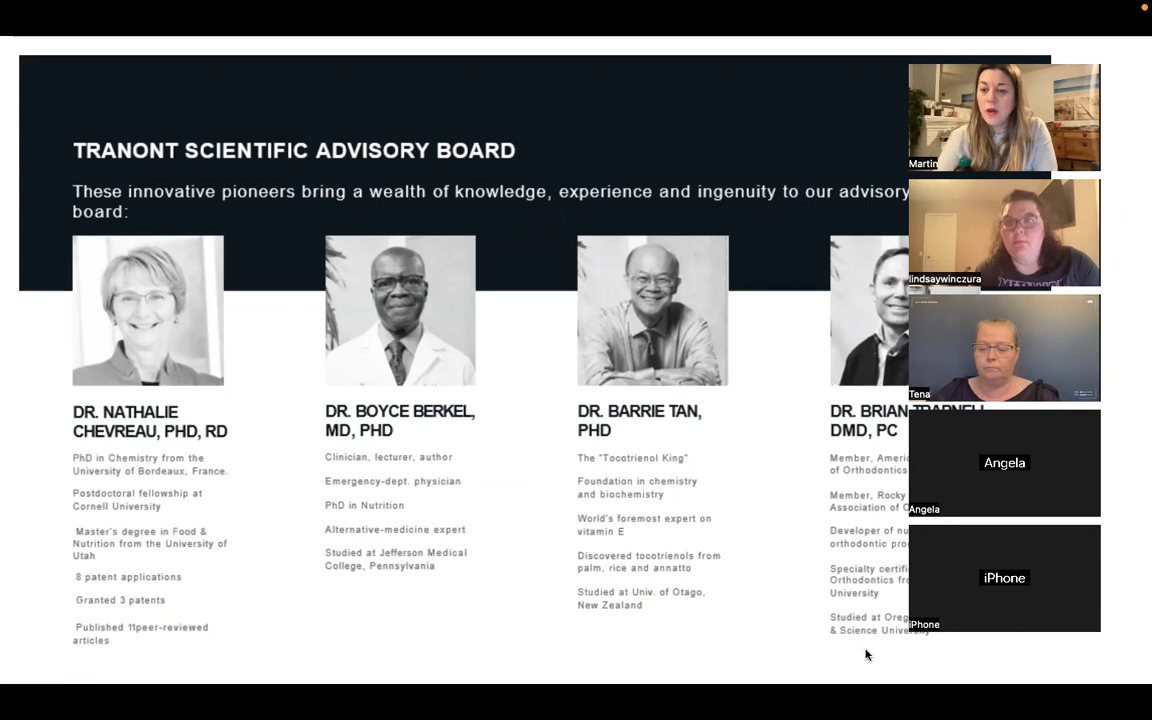 TRANONT SCIENTIFIC ADVISORY BOARD
These innovative pioneers bring a wealth of knowledge, experience and ingenuity to our advisory
board:
DR. NATHALIE
CHEVREAU, PHD, RD
PhD in Chemistry from the
University of Bordeaux, France.
Postdoctoral fellowship at
Cornell University
Master's degree in Food &
Nutrition from the University of
Utah
8 patent applications
Granted 3 patents
Published 11peer-reviewed
articles
DR. BOYCE BERKEL,
MD, PHD
Clinician, lecturer, author
Emergency-dept. physician
PhD in Nutrition
Alternative-medicine expert
Studied at Jefferson Medical
College, Pennsylvania
DR. BARRIE TAN,
PHD
The "Tocotrienol King"
Foundation in chemistry
and biochemistry
World's foremost expert on
vitamin E
Discovered tocotrienols from
palm, rice and annatto
Studied at Univ. of Otago,
New Zealand
DR. BRIAN
DMD, PC
Member,
of Orthodontics
Member, Rocky
Association of
Developer of
orthodontic
Specialty
Orthodontics
University
Studied at
& Science University
Martin
lindsaywinczura
Tena
Angela
Angela
iPhone
iPhone